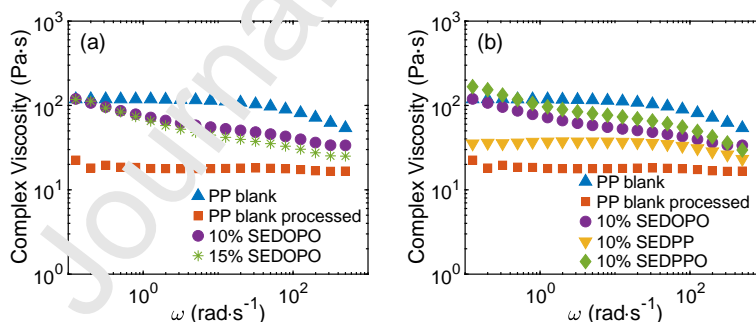 (a)
Complex Viscosity (Pa·s)
10³
10²
10¹
10⁰
PP blank
PP blank processed
10% SEDOPO
15% SEDOPO
10⁰
10²
ω (rad·s⁻¹)
(b)
Complex Viscosity (Pa·s)
10³
10²
10¹
10⁰
PP blank
PP blank processed
10% SEDOPO
10% SEDPP
10% SEDPPO
10⁰
10²
ω (rad·s⁻¹)
Journal